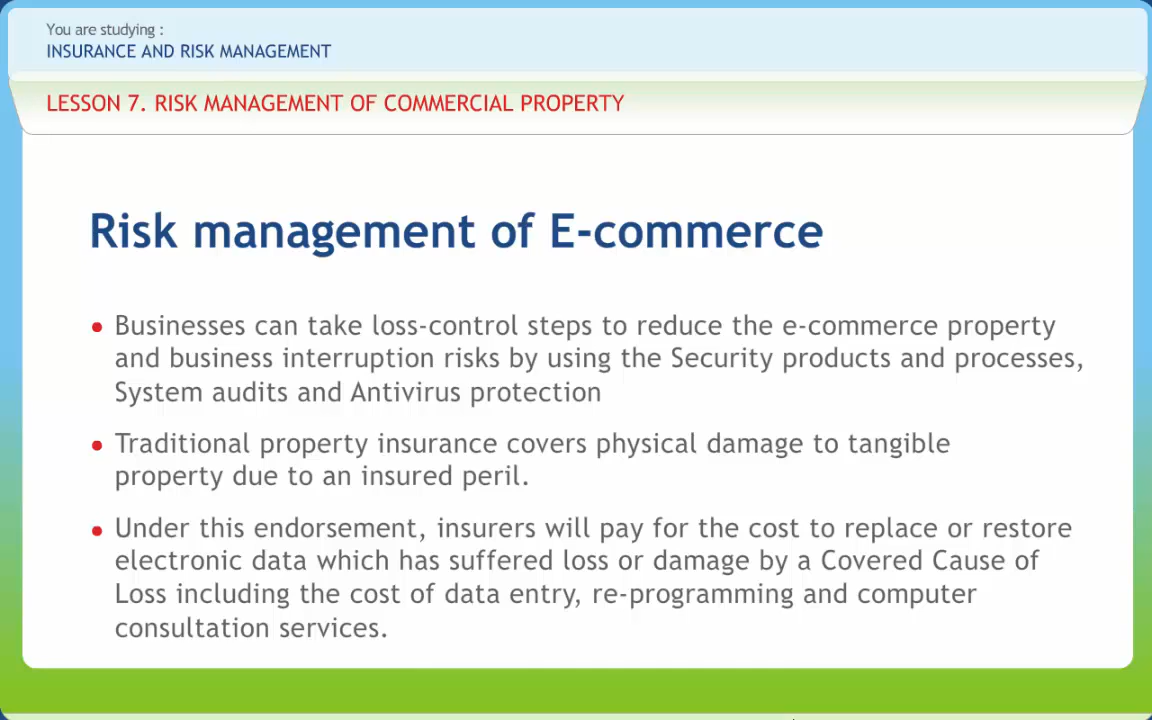 You are studying :
INSURANCE AND RISK MANAGEMENT
LESSON 7. RISK MANAGEMENT OF COMMERCIAL PROPERTY
Risk management of E-commerce
• Businesses can take loss-control steps to reduce the e-commerce property
and business interruption risks by using the Security products and processes,
System audits and Antivirus protection
• Traditional property insurance covers physical damage to tangible
property due to an insured peril.
• Under this endorsement, insurers will pay for the cost to replace or restore
electronic data which has suffered loss or damage by a Covered Cause of
Loss including the cost of data entry, re-programming and computer
consultation services.